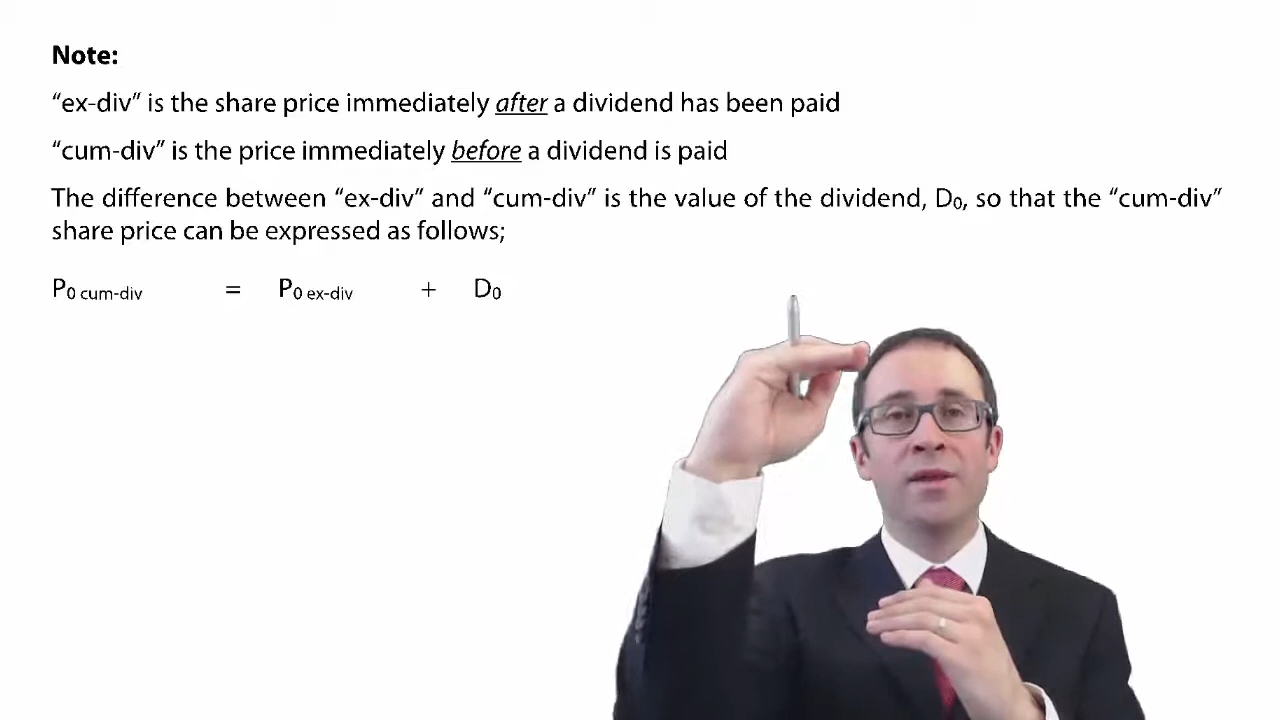 Note:
“ex-div” is the share price immediately after a dividend has been paid
“cum-div” is the price immediately before a dividend is paid
The difference between “ex-div” and “cum-div” is the value of the dividend, D₀, so that the “cum-div”
share price can be expressed as follows;
P₀ cum-div = P₀ ex-div + D₀